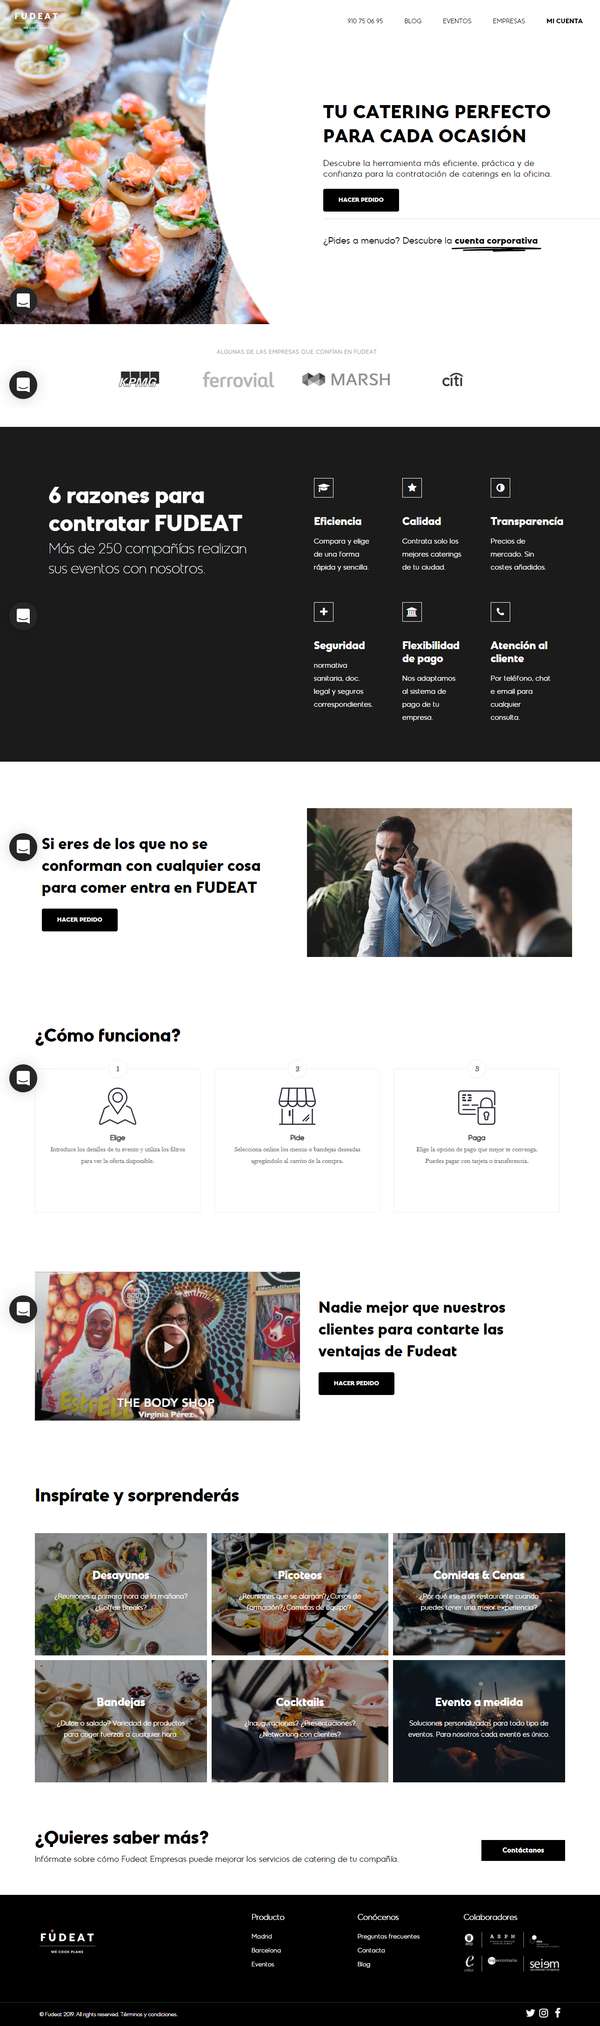 FUDEAT
910 75 06 95
BLOG
EVENTOS
EMPRESAS
MI CUENTA
TU CATERING PERFECTO
PARA CADA OCASIÓN
Descubre la herramienta más eficiente, práctica y de
confianza para la contratación de caterings en la oficina.
HACER PEDIDO
¿Pides a menudo? Descubre la cuenta corporativa
ALGUNAS DE LAS EMPRESAS QUE CONFÍAN EN FUDEAT
KPMG
ferrovial
MARSH
citi
6 razones para
contratar FUDEAT
Más de 250 compañías realizan
sus eventos con nosotros.
Eficiencia
Compara y elige
de una forma
rápida y sencilla.
Calidad
Contrata solo los
mejores caterings
de tu ciudad.
Transparencía
Precios de
mercado. Sin
costes añadidos.
Seguridad
normativa
sanitaria, doc.
legal y seguros
correspondientes.
Flexibilidad
de pago
Nos adaptamos
al sistema de
pago de tu
empresa.
Atención al
cliente
Por teléfono, chat
e email para
cualquier
consulta.
Si eres de los que no se
conforman con cualquier cosa
para comer entra en FUDEAT
HACER PEDIDO
¿Cómo funciona?
1
Elige
Introduce los detalles de tu evento y utiliza los filtros
para ver la oferta disponible.
2
Pide
Selecciona online los menús o bandejas deseadas
agregándolo al carrito de la compra.
3
Paga
Elige la opción de pago que mejor te convenga.
Puedes pagar con tarjeta o transferencia.
THE BODY SHOP
Virginia Pérez
Nadie mejor que nuestros
clientes para contarte las
ventajas de Fudeat
HACER PEDIDO
Inspírate y sorprenderás
Desayunos
¿Reuniones a primera hora de la mañana?
¿Coffee Breaks?
Picoteos
¿Reuniones que se alargan? ¿Cursos de
formación? ¿Comidas de equipo?
Comidas & Cenas
¿Por qué irse a un restaurante cuando
puedes tener una mejor experiencia?
Bandejas
¿Dulce o salado? Variedad de productos
para coger fuerzas a cualquier hora.
Cocktails
¿Inauguraciones? ¿Presentaciones?
¿Networking con clientes?
Evento a medida
Soluciones personalizadas para todo tipo de
eventos. Para nosotros cada evento es único.
¿Quieres saber más?
Infórmate sobre cómo Fudeat Empresas puede mejorar los servicios de catering de tu compañía.
Contáctanos
FUDEAT
WE COOK PLANS
Producto
Madrid
Barcelona
Eventos
Conócenos
Preguntas frecuentes
Contacto
Blog
Colaboradores
ASPH
seiem
© Fudeat 2019. All rights reserved. Términos y condiciones.